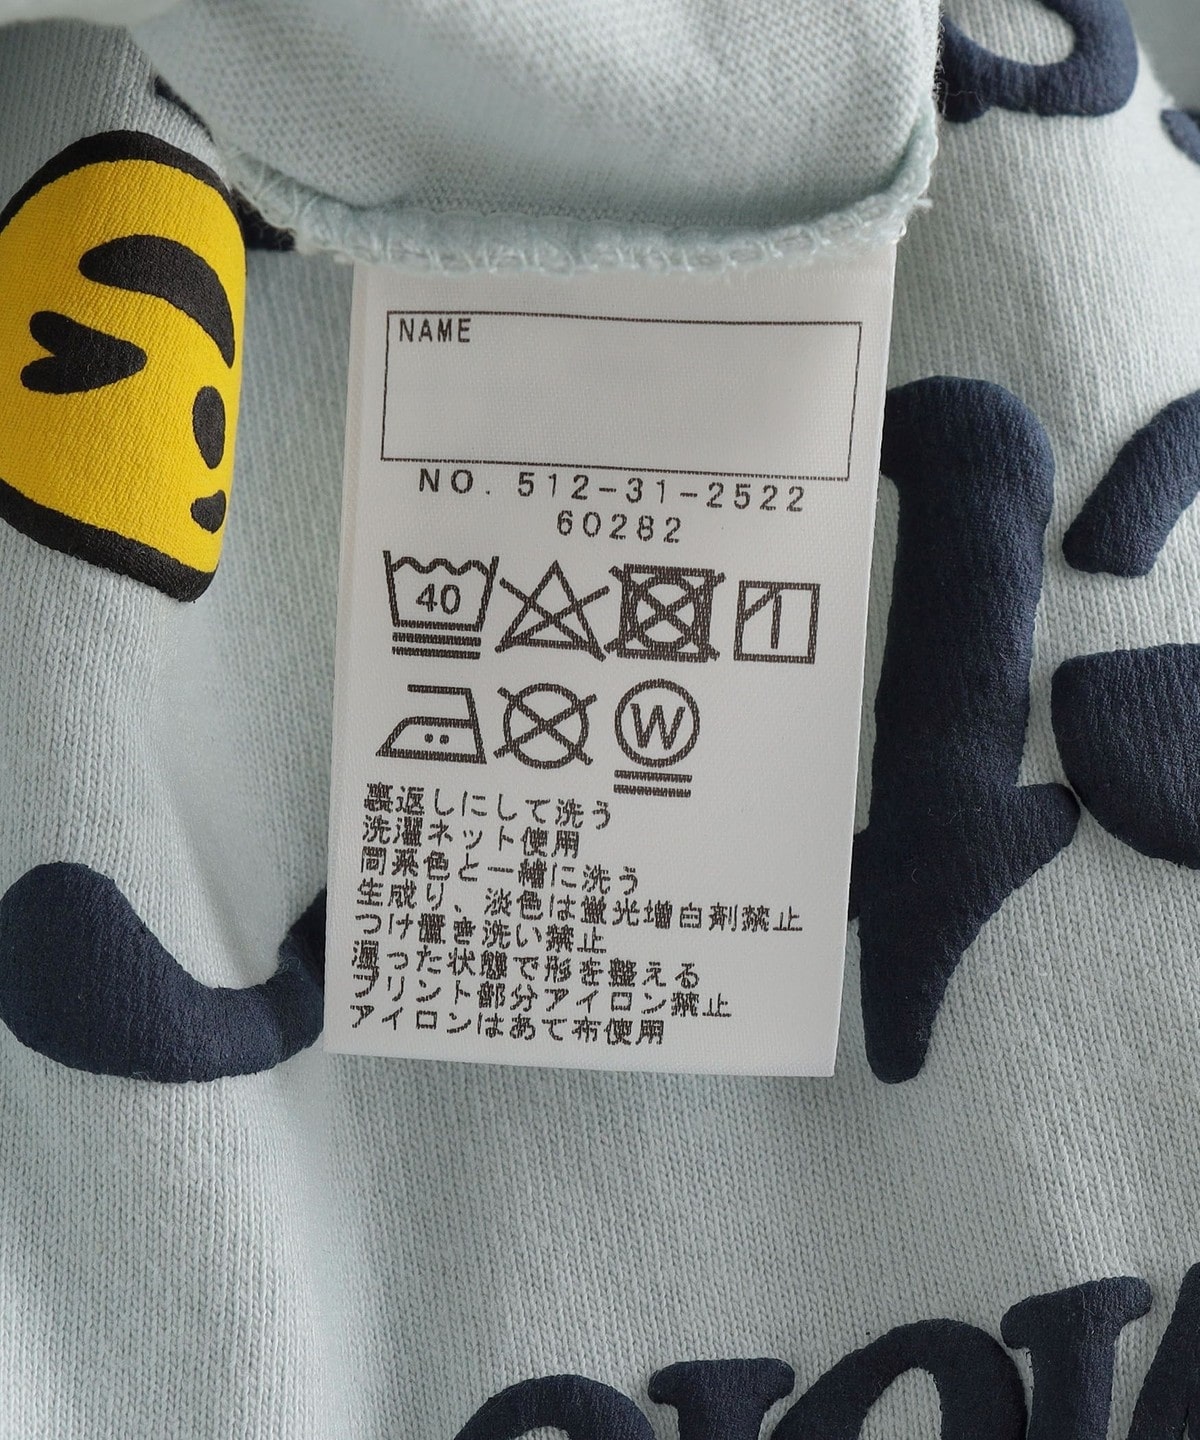 NAME
NO. 512-31-2522
60282
40
W
裏返しにして洗う
洗濯ネット使用
同系色と一緒に洗う
生成り、淡色は蛍光増白剤禁止
つけ置き洗い禁止
濡った状態で形を整える
プリント部分アイロン禁止
アイロンはあて布使用